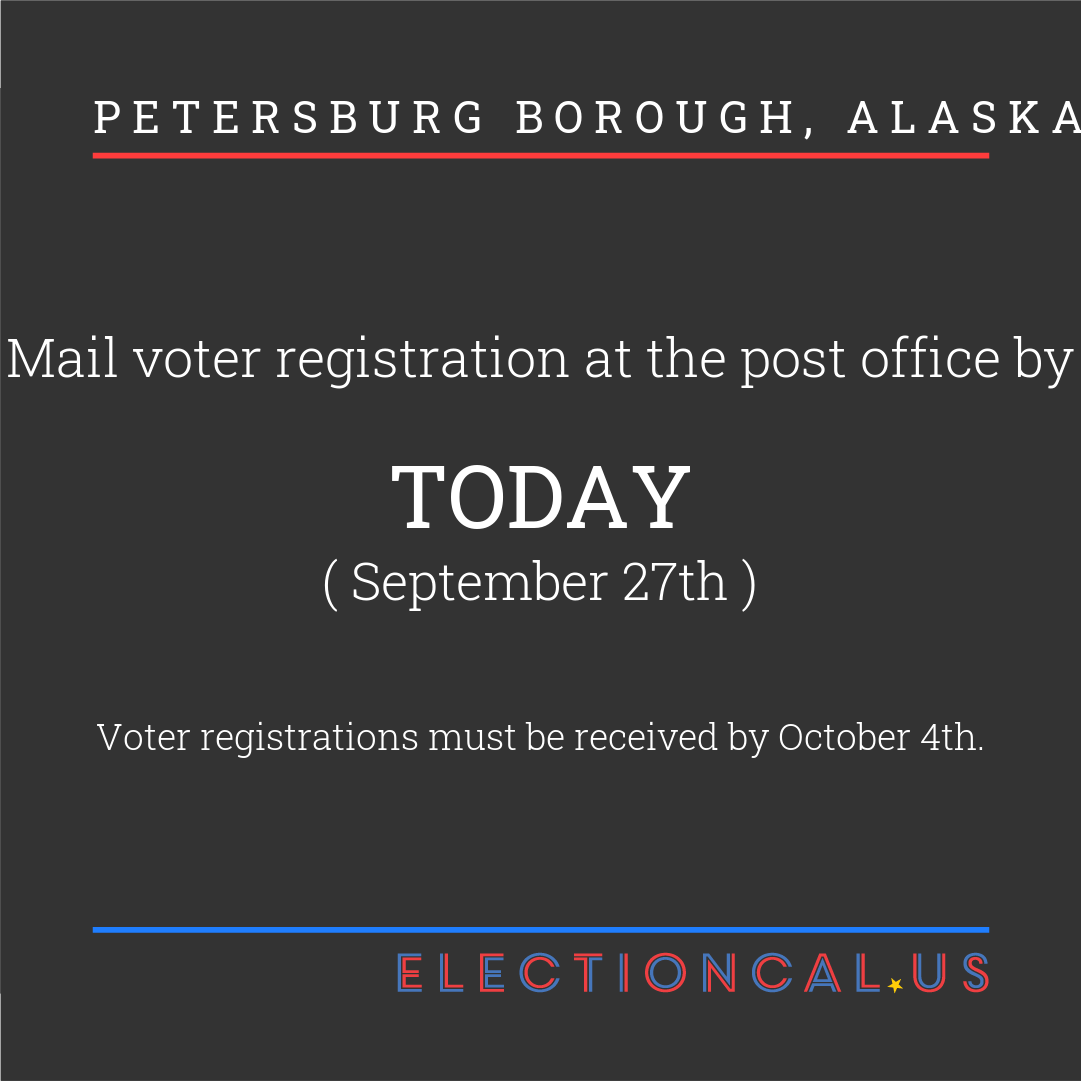 PETERSBURG BOROUGH, ALASKA
Mail voter registration at the post office by
TODAY
( September 27th )
Voter registrations must be received by October 4th.
ELECTIONCAL.US